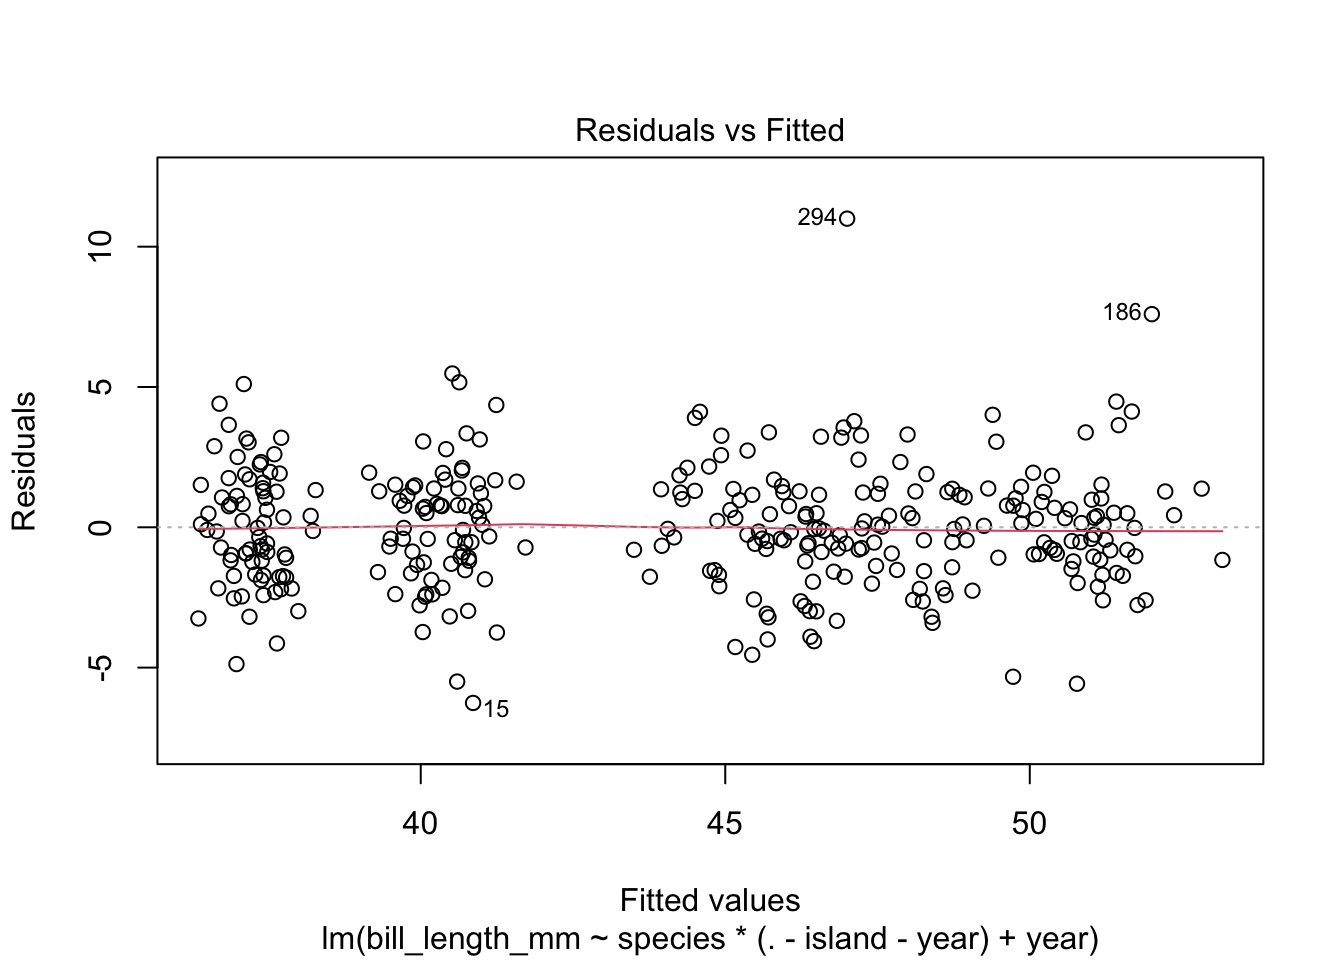 Residuals vs Fitted
Residuals
10
5
0
-5
294
186
15
40
45
50
Fitted values
lm(bill_length_mm ~ species * (. - island - year) + year)